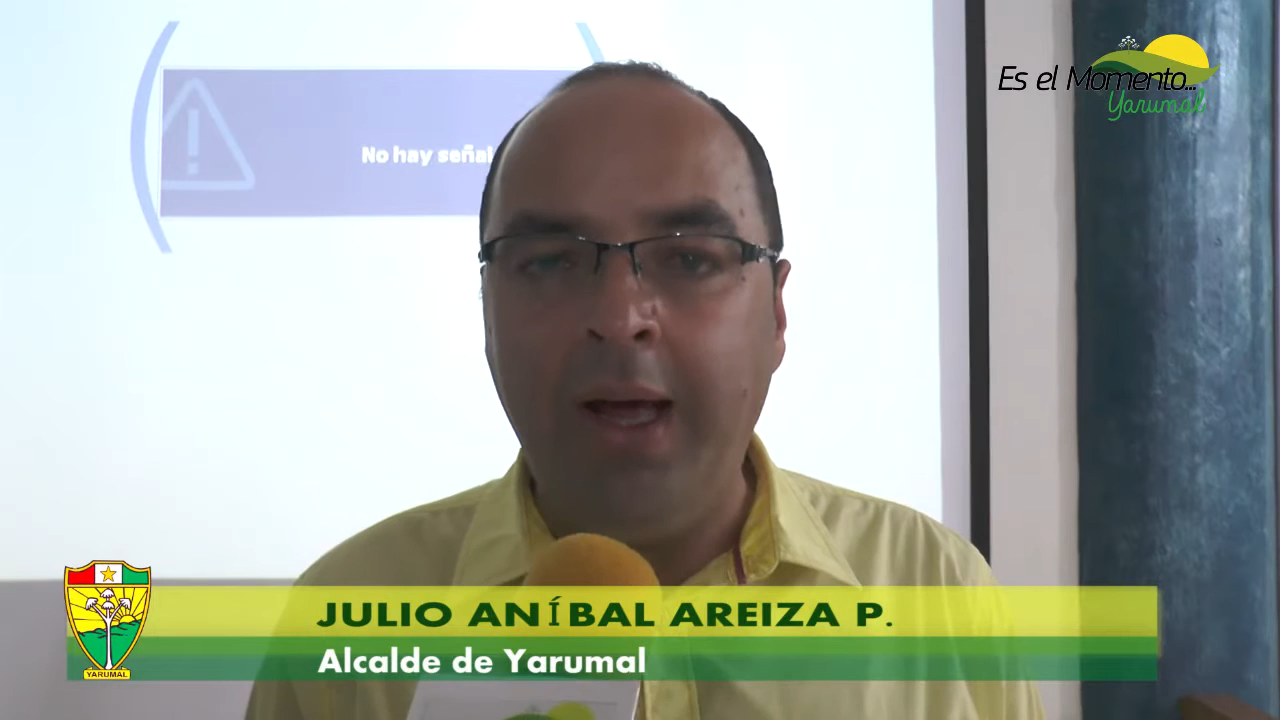 Es el Momento...
Yarumal
No hay señal
JULIO ANÍBAL AREIZA P.
Alcalde de Yarumal
YARUMAL